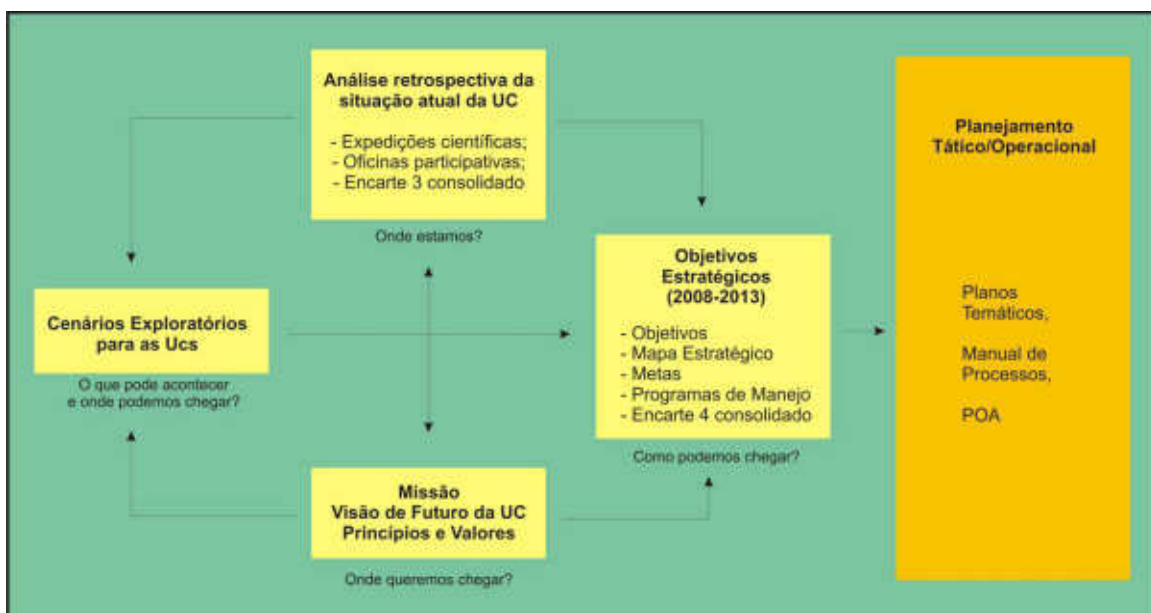 Análise retrospectiva da
situação atual da UC
- Expedições científicas;
- Oficinas participativas;
- Encarte 3 consolidado
Onde estamos?
Cenários Exploratórios
para as Ucs
O que pode acontecer
e onde podemos chegar?
Missão
Visão de Futuro da UC
Princípios e Valores
Onde queremos chegar?
Objetivos
Estratégicos
(2008-2013)
- Objetivos
- Mapa Estratégico
- Metas
- Programas de Manejo
- Encarte 4 consolidado
Como podemos chegar?
Planejamento
Tático/Operacional
Planos
Temáticos,
Manual de
Processos,
POA